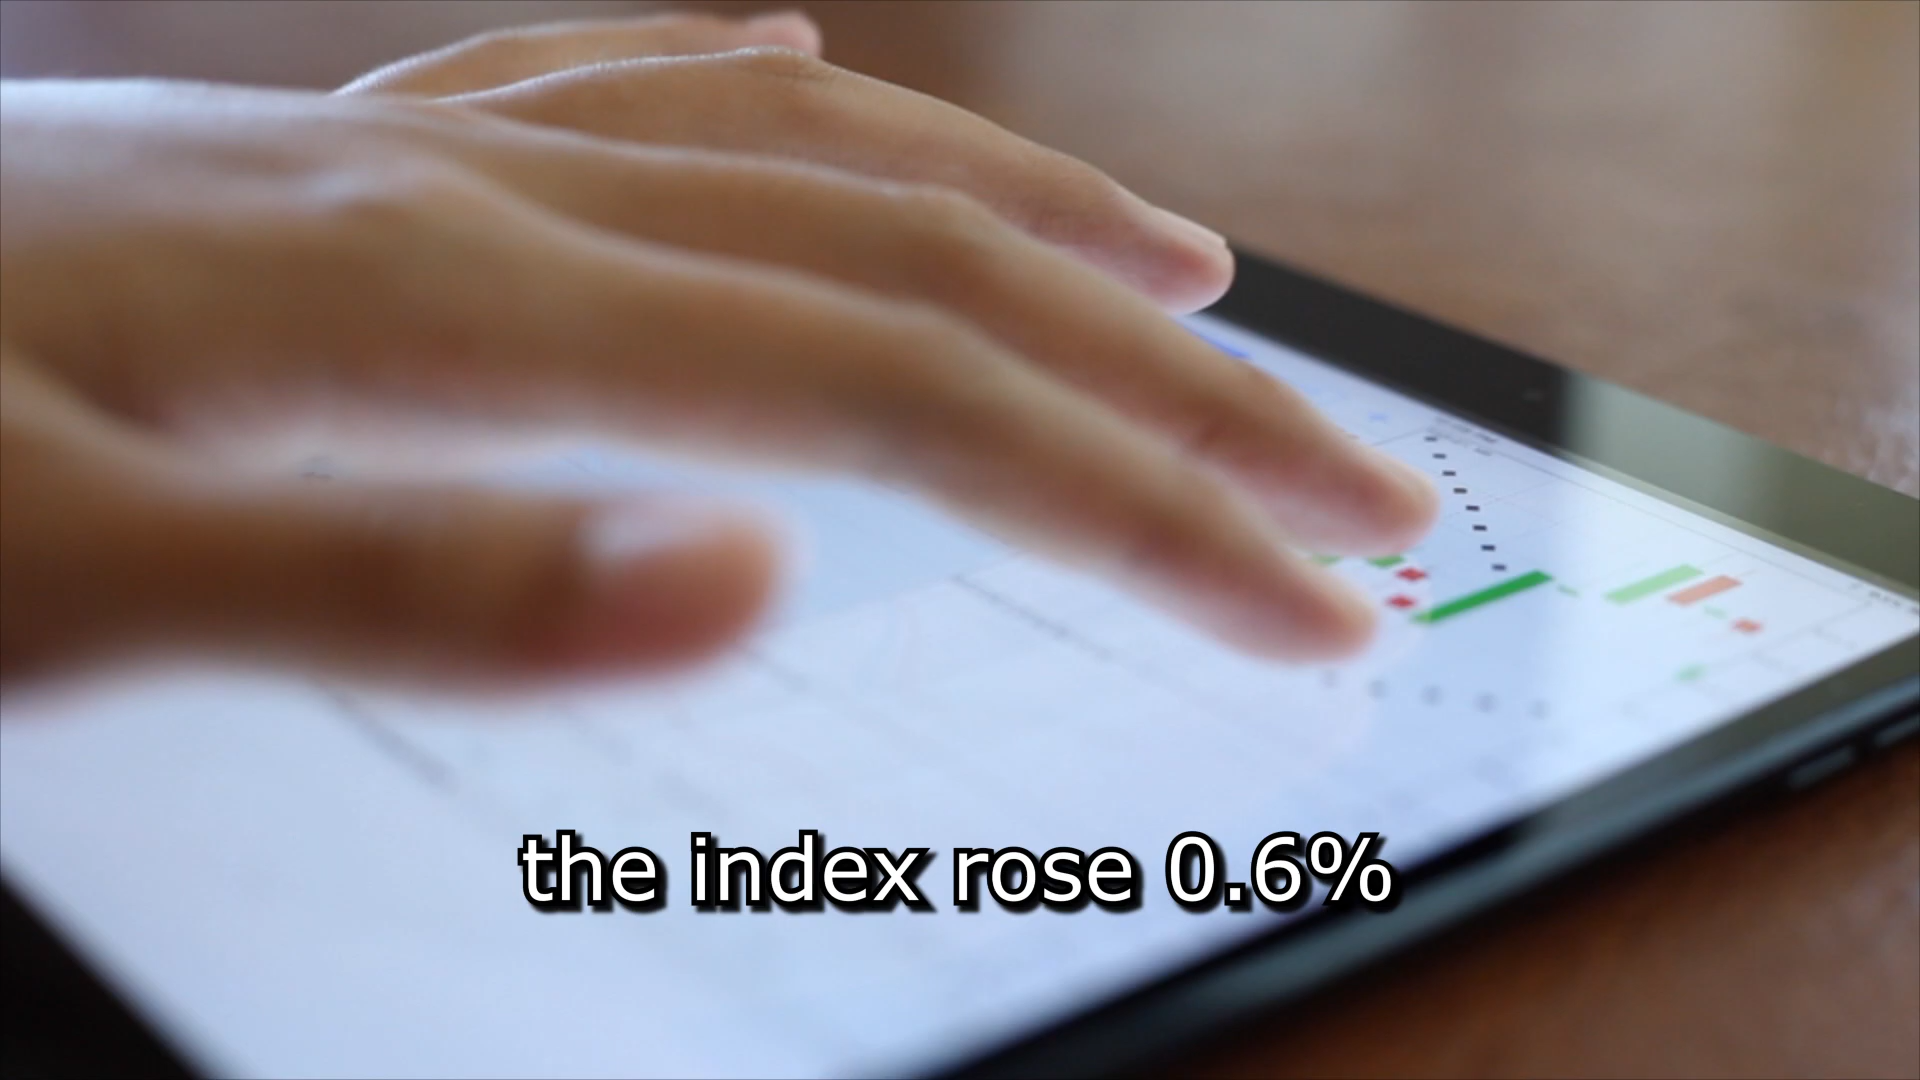 the index rose 0.6%